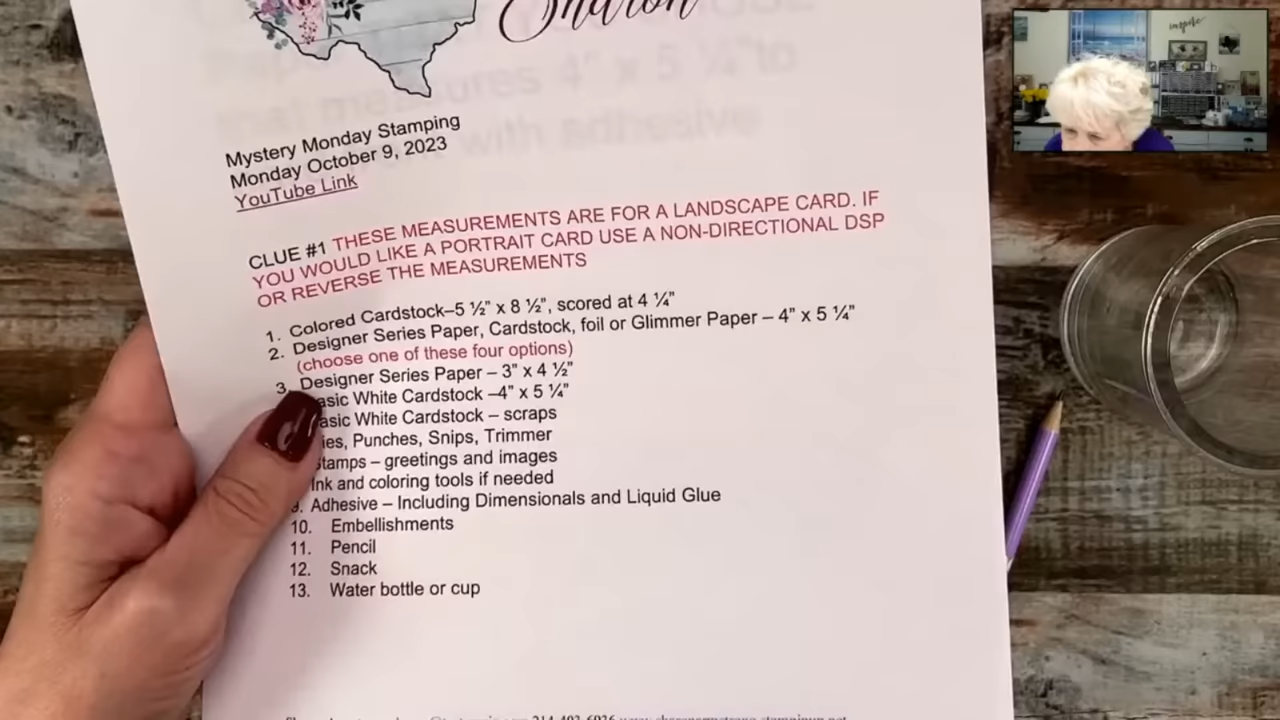 Sharon
Mystery Monday Stamping
Monday October 9, 2023
YouTube Link
CLUE #1 THESE MEASUREMENTS ARE FOR A LANDSCAPE CARD. IF
YOU WOULD LIKE A PORTRAIT CARD USE A NON-DIRECTIONAL DSP
OR REVERSE THE MEASUREMENTS
1. Colored Cardstock–5 ½" x 8 ½", scored at 4 ¼"
2. Designer Series Paper, Cardstock, foil or Glimmer Paper – 4" x 5 ¼"
(choose one of these four options)
3. Designer Series Paper – 3" x 4 ½"
asic White Cardstock –4" x 5 ¼"
asic White Cardstock – scraps
ies, Punches, Snips, Trimmer
Stamps – greetings and images
Ink and coloring tools if needed
9. Adhesive – Including Dimensionals and Liquid Glue
10. Embellishments
11. Pencil
12. Snack
13. Water bottle or cup
inspire